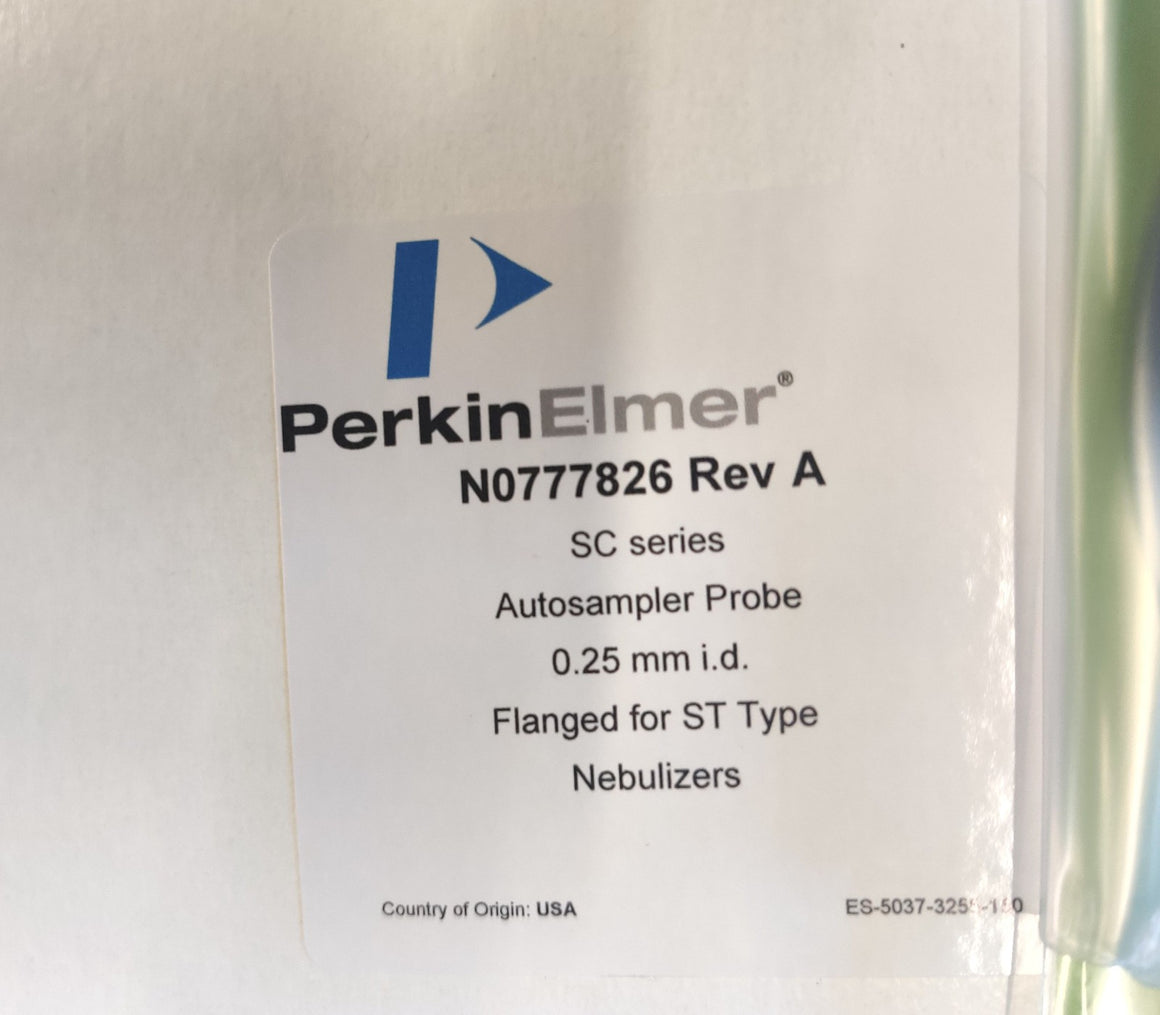 PerkinElmer®
N0777826 Rev A
SC series
Autosampler Probe
0.25 mm i.d.
Flanged for ST Type
Nebulizers
Country of Origin: USA